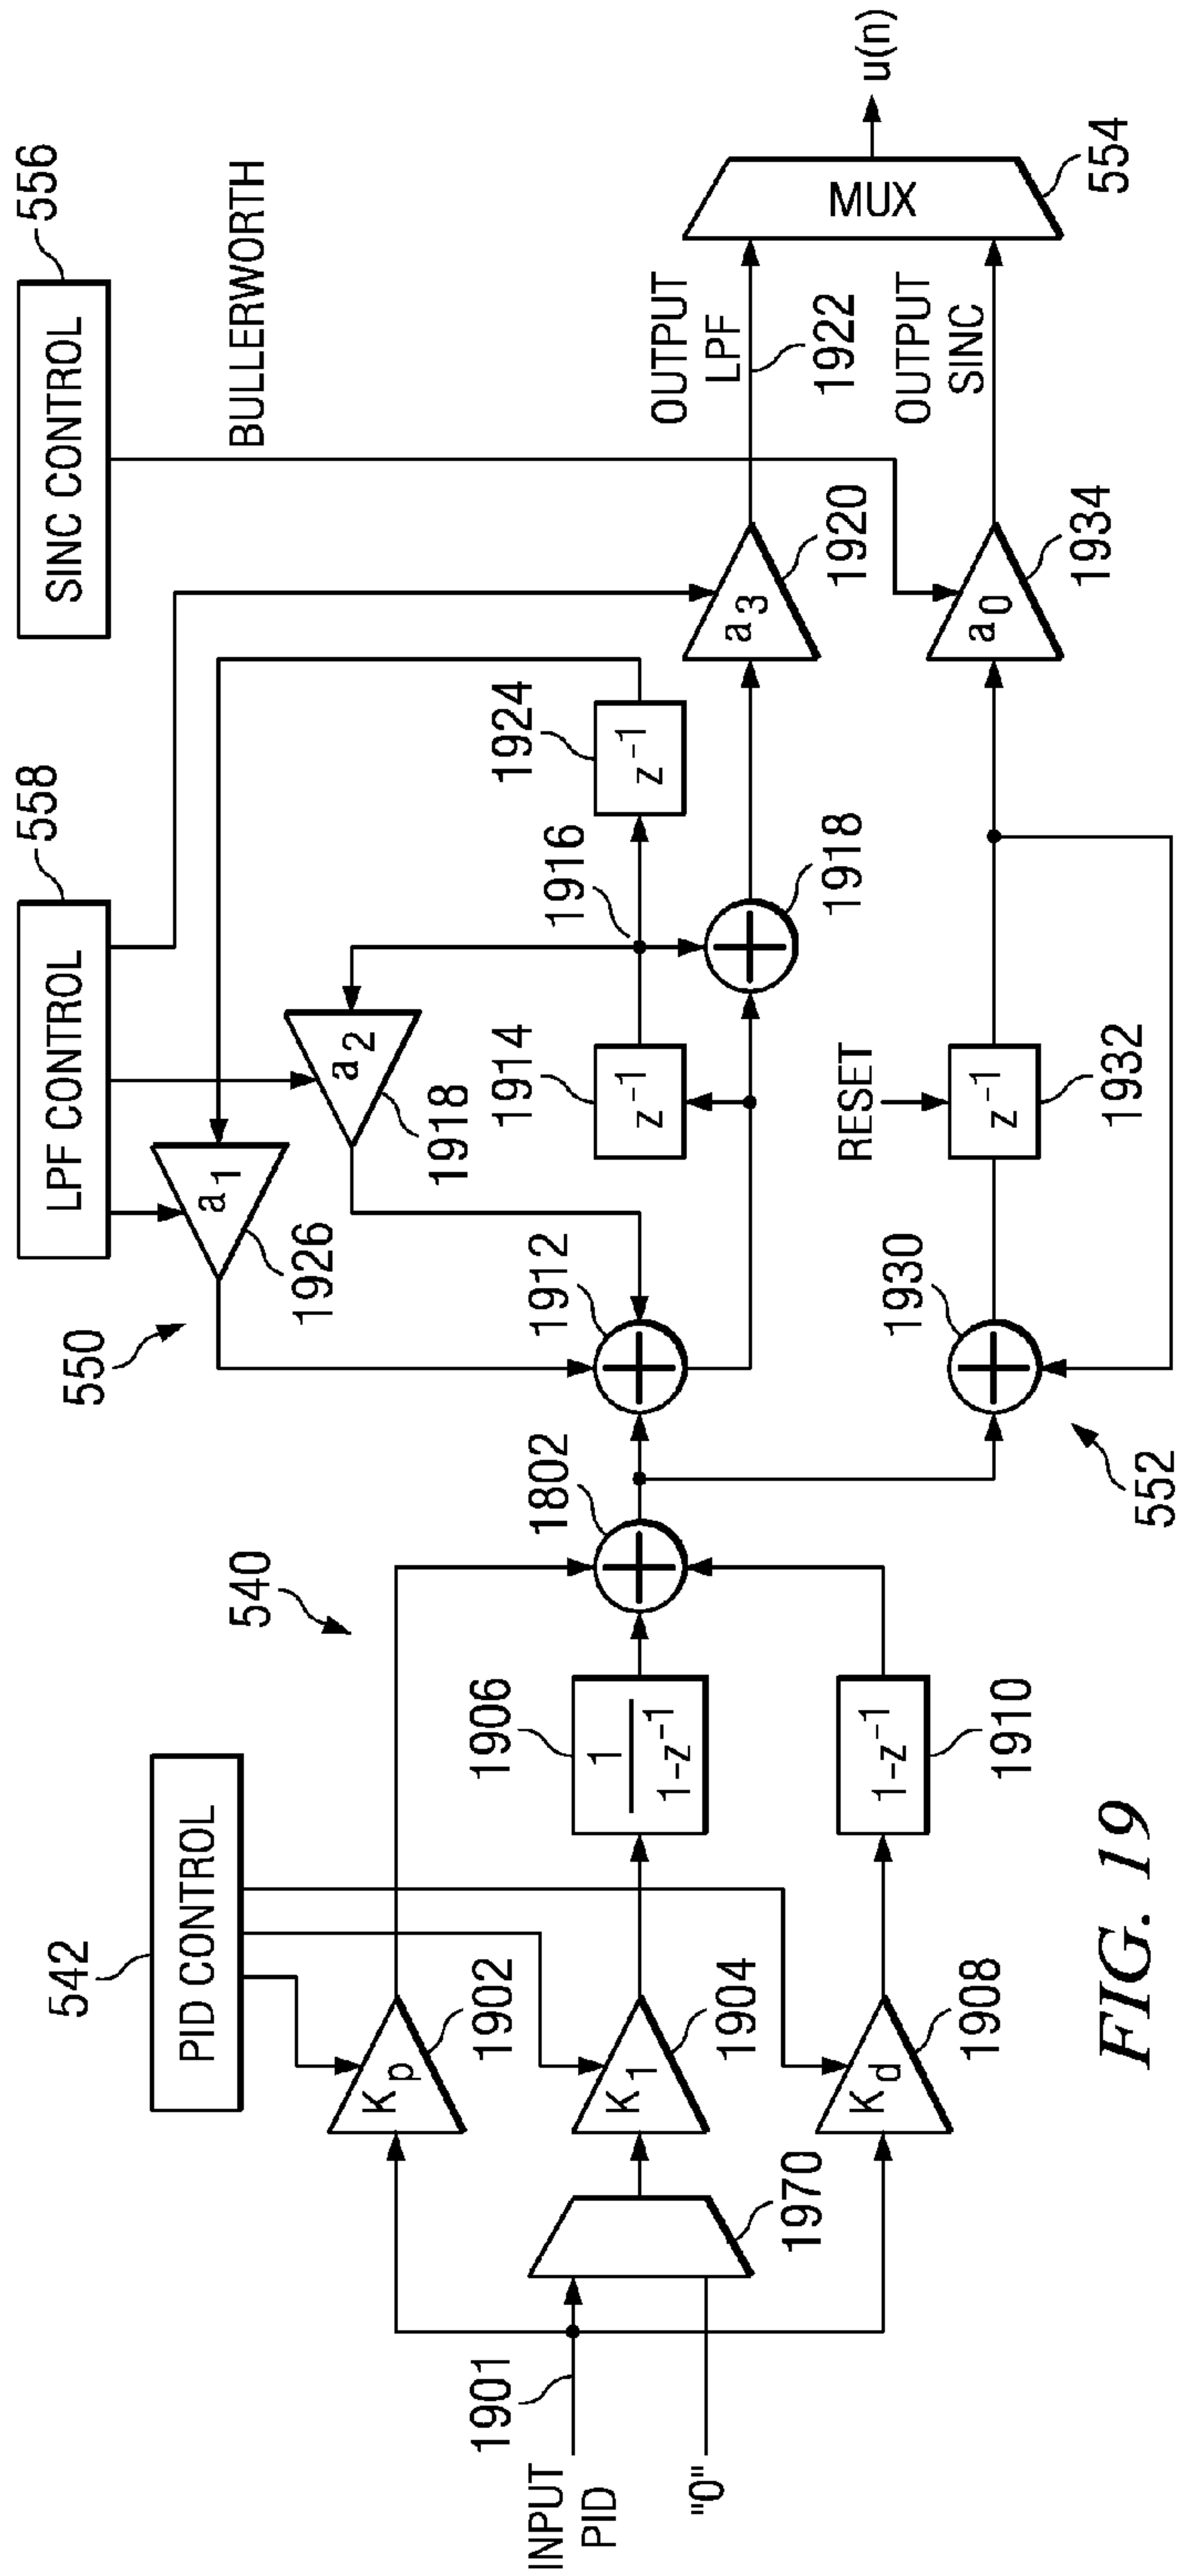 556
558
SINC CONTROL
LPF CONTROL
BULLERWORTH
542
PID CONTROL
540
550
a1
1926
a2
1918
1924
z−1
1916
1914
z−1
1912
1802
1918
a3
1920
OUTPUT
LPF
1922
MUX
u(n)
554
OUTPUT
SINC
a0
1934
RESET
z−1
1932
1930
552
Kp
1902
1906
1
1−z−1
K1
1904
1−z−1
1910
Kd
1908
1970
1901
INPUT
PID
"0"
FIG. 19